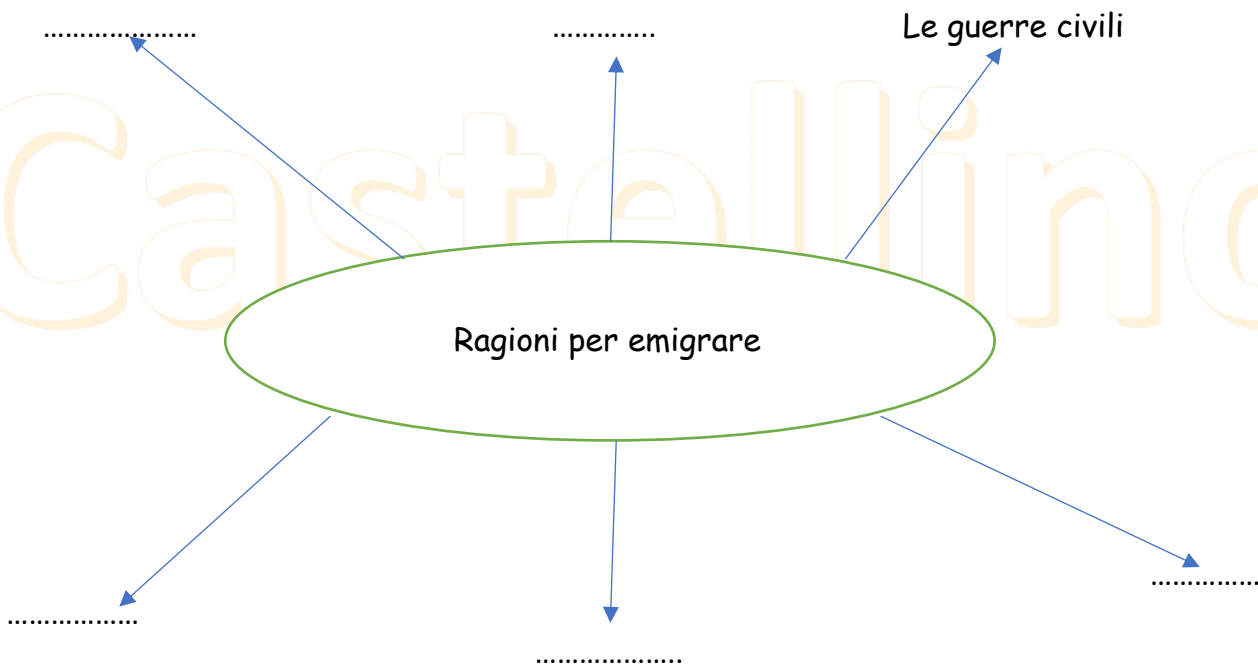 ………………… ………….. Le guerre civili
Castellino
Ragioni per emigrare
……………
………………
………………..